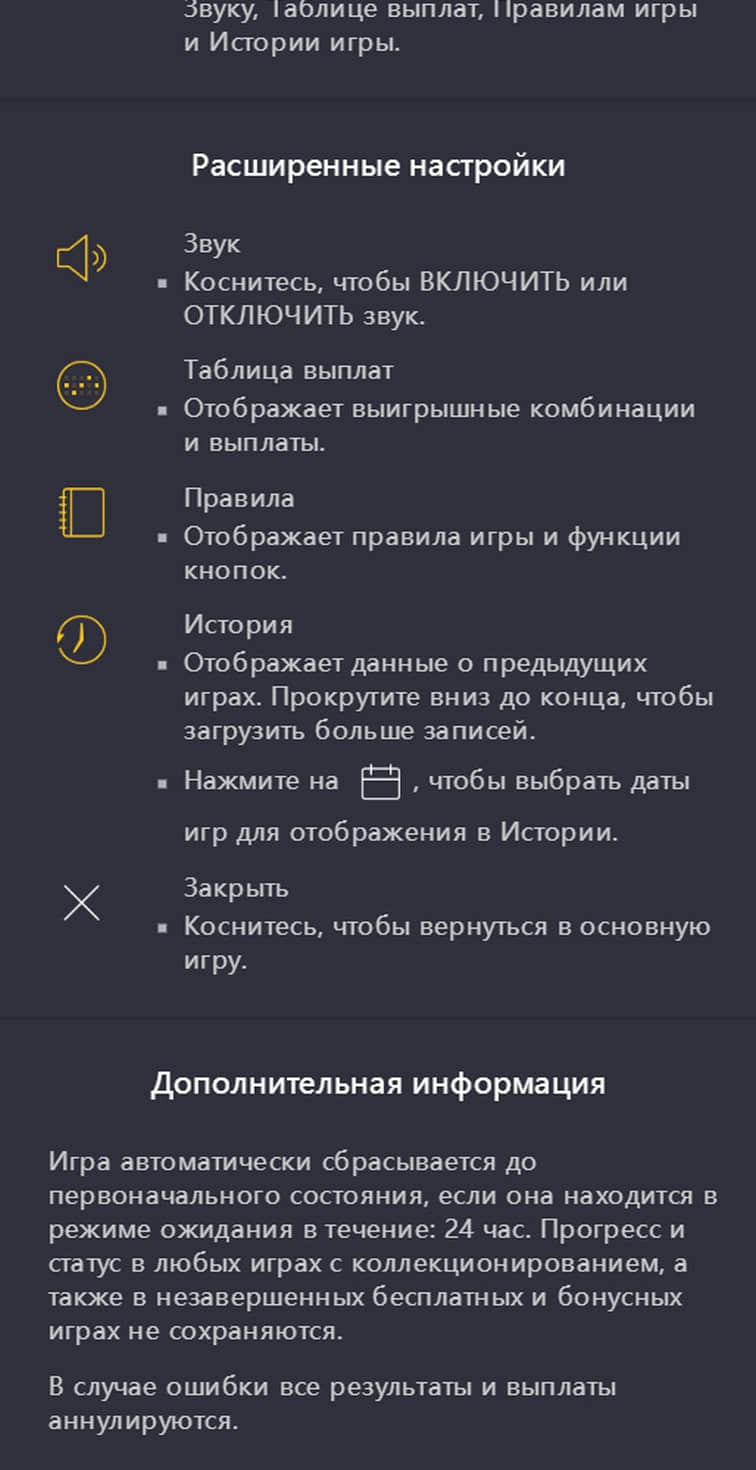 Звуку, Таблице выплат, Правилам игры
и Истории игры.
Расширенные настройки
Звук
▪ Коснитесь, чтобы ВКЛЮЧИТЬ или
ОТКЛЮЧИТЬ звук.
Таблица выплат
▪ Отображает выигрышные комбинации
и выплаты.
Правила
▪ Отображает правила игры и функции
кнопок.
История
▪ Отображает данные о предыдущих
играх. Прокрутите вниз до конца, чтобы
загрузить больше записей.
▪ Нажмите на , чтобы выбрать даты
игр для отображения в Истории.
Закрыть
▪ Коснитесь, чтобы вернуться в основную
игру.
Дополнительная информация
Игра автоматически сбрасывается до
первоначального состояния, если она находится в
режиме ожидания в течение: 24 час. Прогресс и
статус в любых играх с коллекционированием, а
также в незавершенных бесплатных и бонусных
играх не сохраняются.
В случае ошибки все результаты и выплаты
аннулируются.